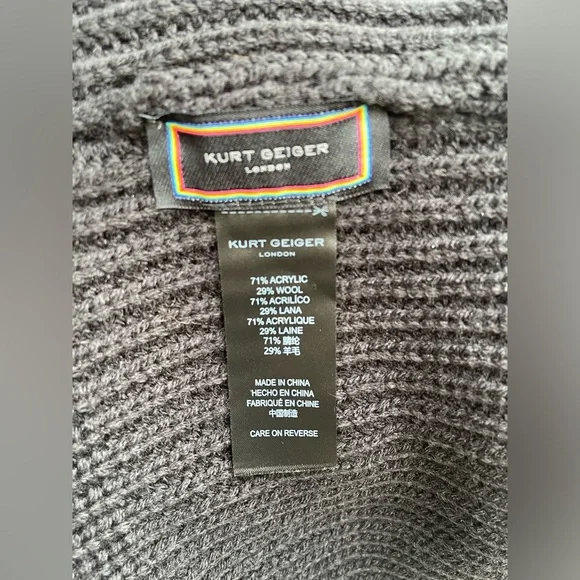 KURT GEIGER
LONDON
KURT GEIGER
LONDON
71% ACRYLIC
29% WOOL
71% ACRILÍCO
29% LANA
71% ACRYLIQUE
29% LAINE
71% 腈纶
29% 羊毛
MADE IN CHINA
HECHO EN CHINA
FABRIQUÉ EN CHINE
中国制造
CARE ON REVERSE